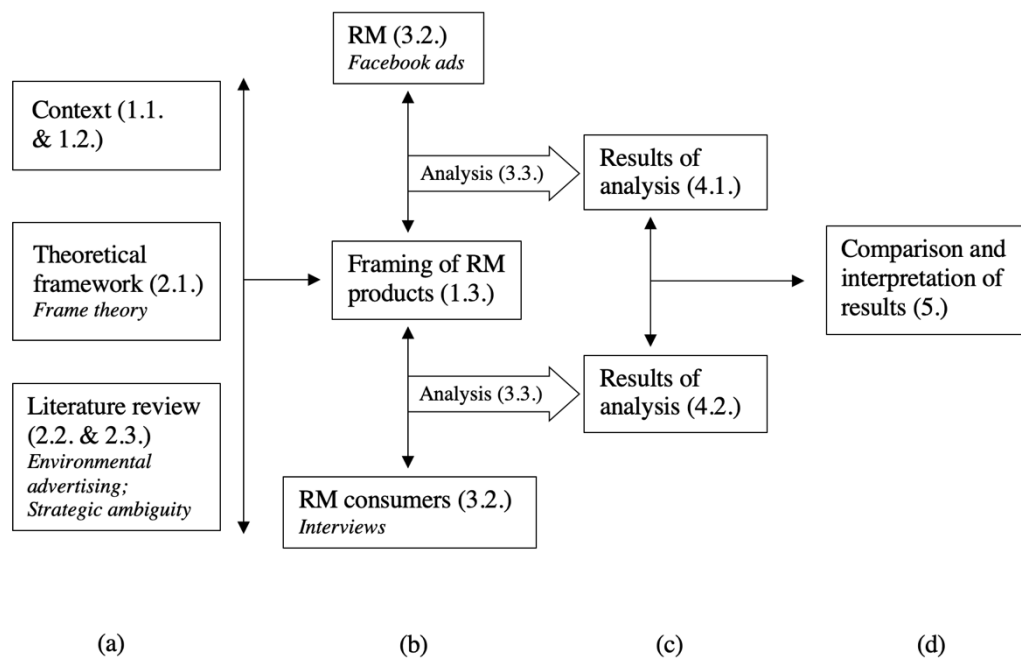 RM (3.2.)
Facebook ads
Context (1.1.
& 1.2.)
Analysis (3.3.)
Results of
analysis (4.1.)
Theoretical
framework (2.1.)
Frame theory
Framing of RM
products (1.3.)
Comparison and
interpretation of
results (5.)
Analysis (3.3.)
Results of
analysis (4.2.)
Literature review
(2.2. & 2.3.)
Environmental
advertising;
Strategic ambiguity
RM consumers (3.2.)
Interviews
(a)
(b)
(c)
(d)